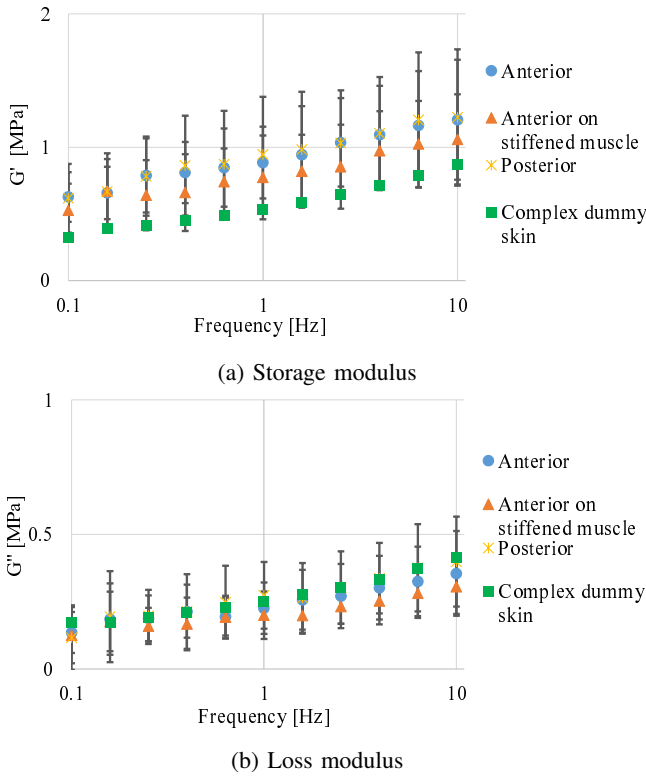 2
1
0
G' [MPa]
0.1
1
10
Frequency [Hz]
Anterior
Anterior on
stiffened muscle
Posterior
Complex dummy
skin
(a) Storage modulus
1
0.5
0
G'' [MPa]
0.1
1
10
Frequency [Hz]
Anterior
Anterior on
stiffened muscle
Posterior
Complex dummy
skin
(b) Loss modulus